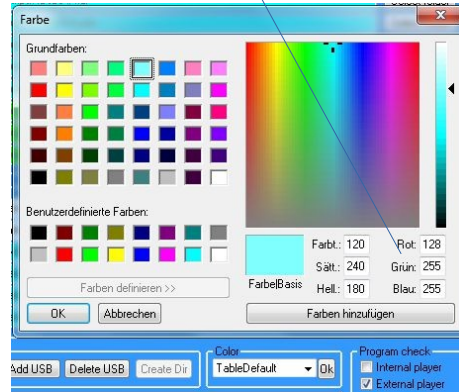 Farbe
Grundfarben:
Benutzerdefinierte Farben:
Farben definieren >>
OK
Abbrechen
Farbe|Basis
Farbt.: 120
Rot: 128
Sätt.: 240
Grün: 255
Hell.: 180
Blau: 255
Farben hinzufügen
Add USB
Delete USB
Create Dir
Color
TableDefault
Ok
Program check
Internal player
External player